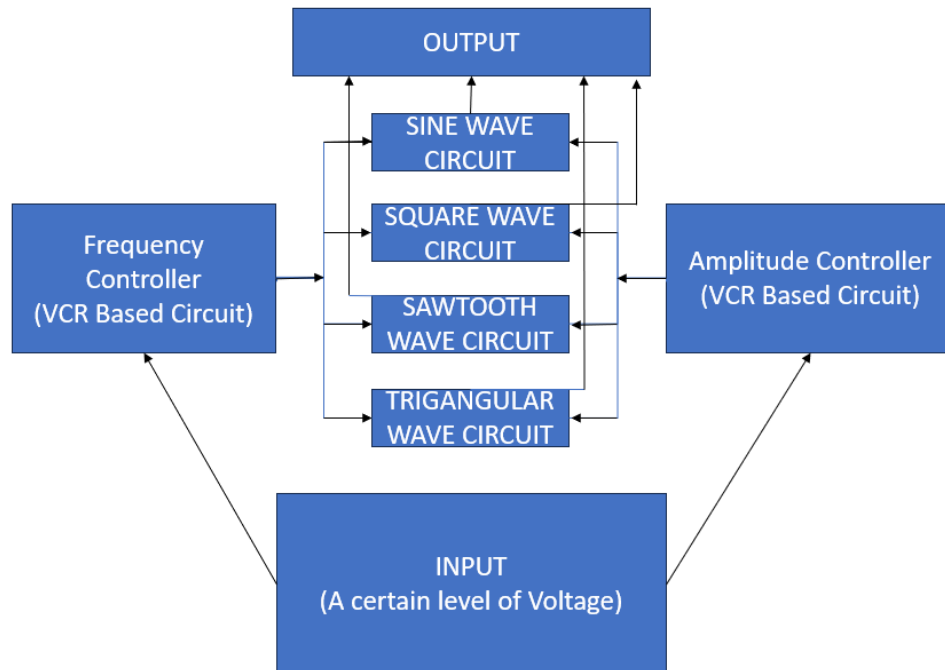 OUTPUT
SINE WAVE
CIRCUIT
SQUARE WAVE
CIRCUIT
Frequency
Controller
(VCR Based Circuit)
Amplitude Controller
(VCR Based Circuit)
SAWTOOTH
WAVE CIRCUIT
TRIGANGULAR
WAVE CIRCUIT
INPUT
(A certain level of Voltage)